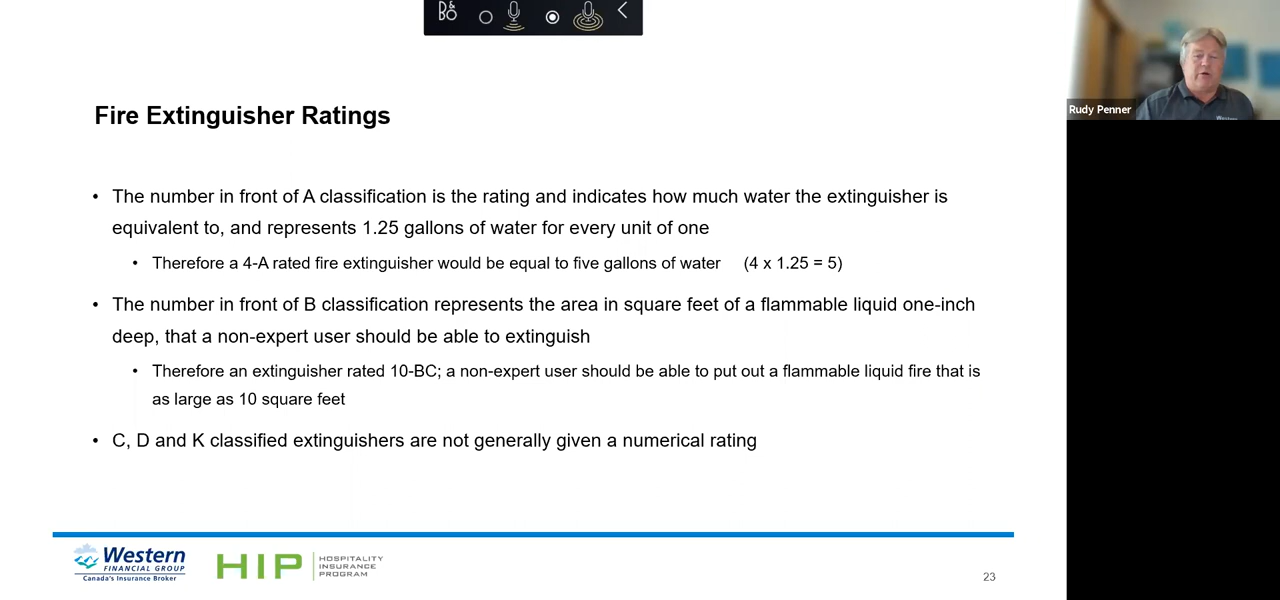 B&O
Fire Extinguisher Ratings
Rudy Penner
• The number in front of A classification is the rating and indicates how much water the extinguisher is
equivalent to, and represents 1.25 gallons of water for every unit of one
• Therefore a 4-A rated fire extinguisher would be equal to five gallons of water (4 x 1.25 = 5)
• The number in front of B classification represents the area in square feet of a flammable liquid one-inch
deep, that a non-expert user should be able to extinguish
• Therefore an extinguisher rated 10-BC; a non-expert user should be able to put out a flammable liquid fire that is
as large as 10 square feet
• C, D and K classified extinguishers are not generally given a numerical rating
Western
FINANCIAL GROUP
Canada's Insurance Broker
HIP
HOSPITALITY
INSURANCE
PROGRAM
23
Western